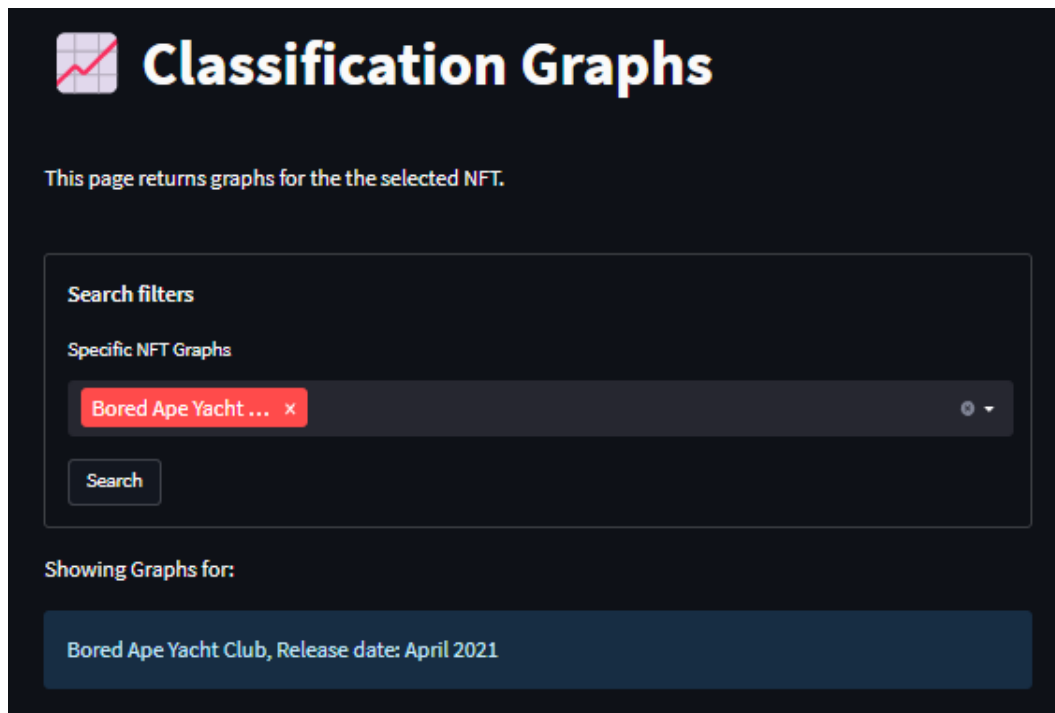 Classification Graphs
This page returns graphs for the the selected NFT.
Search filters
Specific NFT Graphs
Bored Ape Yacht ... ×
Search
Showing Graphs for:
Bored Ape Yacht Club, Release date: April 2021